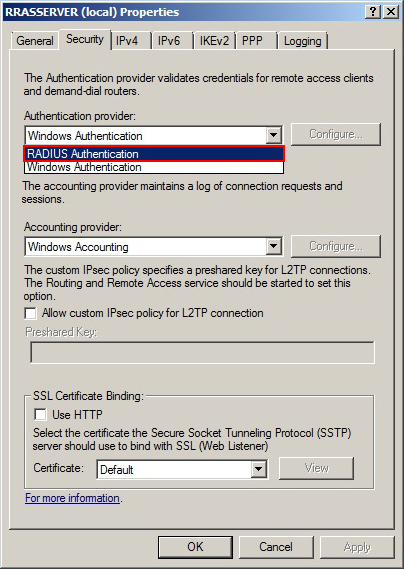 RRASSERVER (local) Properties
General Security IPv4 IPv6 IKEv2 PPP Logging
The Authentication provider validates credentials for remote access clients
and demand-dial routers.
Authentication provider:
Windows Authentication Configure...
RADIUS Authentication
Windows Authentication
The accounting provider maintains a log of connection requests and
sessions.
Accounting provider:
Windows Accounting Configure...
The custom IPsec policy specifies a preshared key for L2TP connections.
The Routing and Remote Access service should be started to set this
option.
Allow custom IPsec policy for L2TP connection
Preshared Key:
SSL Certificate Binding:
Use HTTP
Select the certificate the Secure Socket Tunneling Protocol (SSTP)
server should use to bind with SSL (Web Listener)
Certificate: Default View
For more information.
OK Cancel Apply